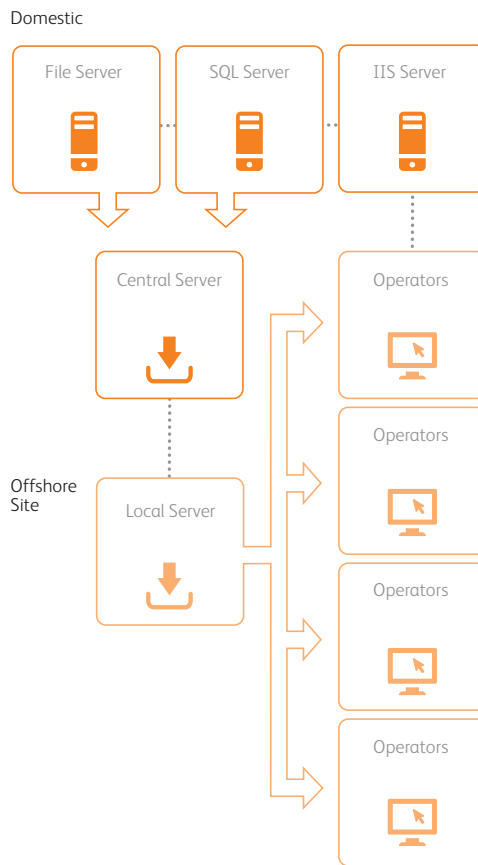 Domestic
File Server
SQL Server
IIS Server
Central Server
Operators
Operators
Offshore
Site
Local Server
Operators
Operators